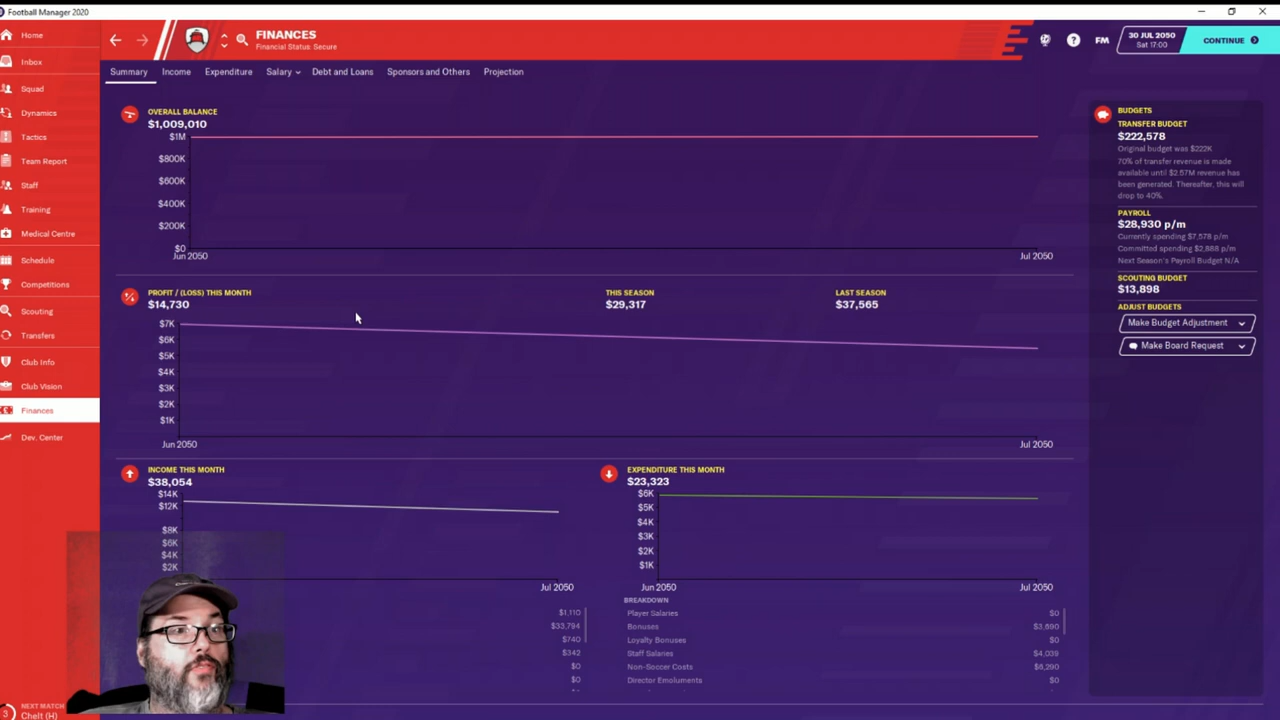 Football Manager 2020
Home
Inbox
Squad
Dynamics
Tactics
Team Report
Staff
Training
Medical Centre
Schedule
Competitions
Scouting
Transfers
Club Info
Club Vision
Finances
Dev. Center
3
NEXT MATCH
Chelt (H)
FINANCES
Financial Status: Secure
FM
30 JUL 2050
Sat 17:00
CONTINUE
Summary Income Expenditure Salary Debt and Loans Sponsors and Others Projection
OVERALL BALANCE
$1,009,010
$1M
$800K
$600K
$400K
$200K
$0
Jun 2050 Jul 2050
PROFIT / (LOSS) THIS MONTH
$14,730
THIS SEASON
$29,317
LAST SEASON
$37,565
$7K
$6K
$5K
$4K
$3K
$2K
$1K
Jun 2050 Jul 2050
INCOME THIS MONTH
$38,054
$14K
$12K
$8K
$6K
$4K
$2K
Jul 2050
$1,110
$33,794
$740
$342
$0
$0
EXPENDITURE THIS MONTH
$23,323
$6K
$5K
$4K
$3K
$2K
$1K
Jun 2050 Jul 2050
BREAKDOWN
Player Salaries $0
Bonuses $3,690
Loyalty Bonuses $0
Staff Salaries $4,039
Non-Soccer Costs $6,290
Director Emoluments $0
BUDGETS
TRANSFER BUDGET
$222,578
Original budget was $222K
70% of transfer revenue is made
available until $2.57M revenue has
been generated. Thereafter, this will
drop to 40%.
PAYROLL
$28,930 p/m
Currently spending $7,578 p/m
Committed spending $2,888 p/m
Next Season's Payroll Budget N/A
SCOUTING BUDGET
$13,898
ADJUST BUDGETS
Make Budget Adjustment
Make Board Request